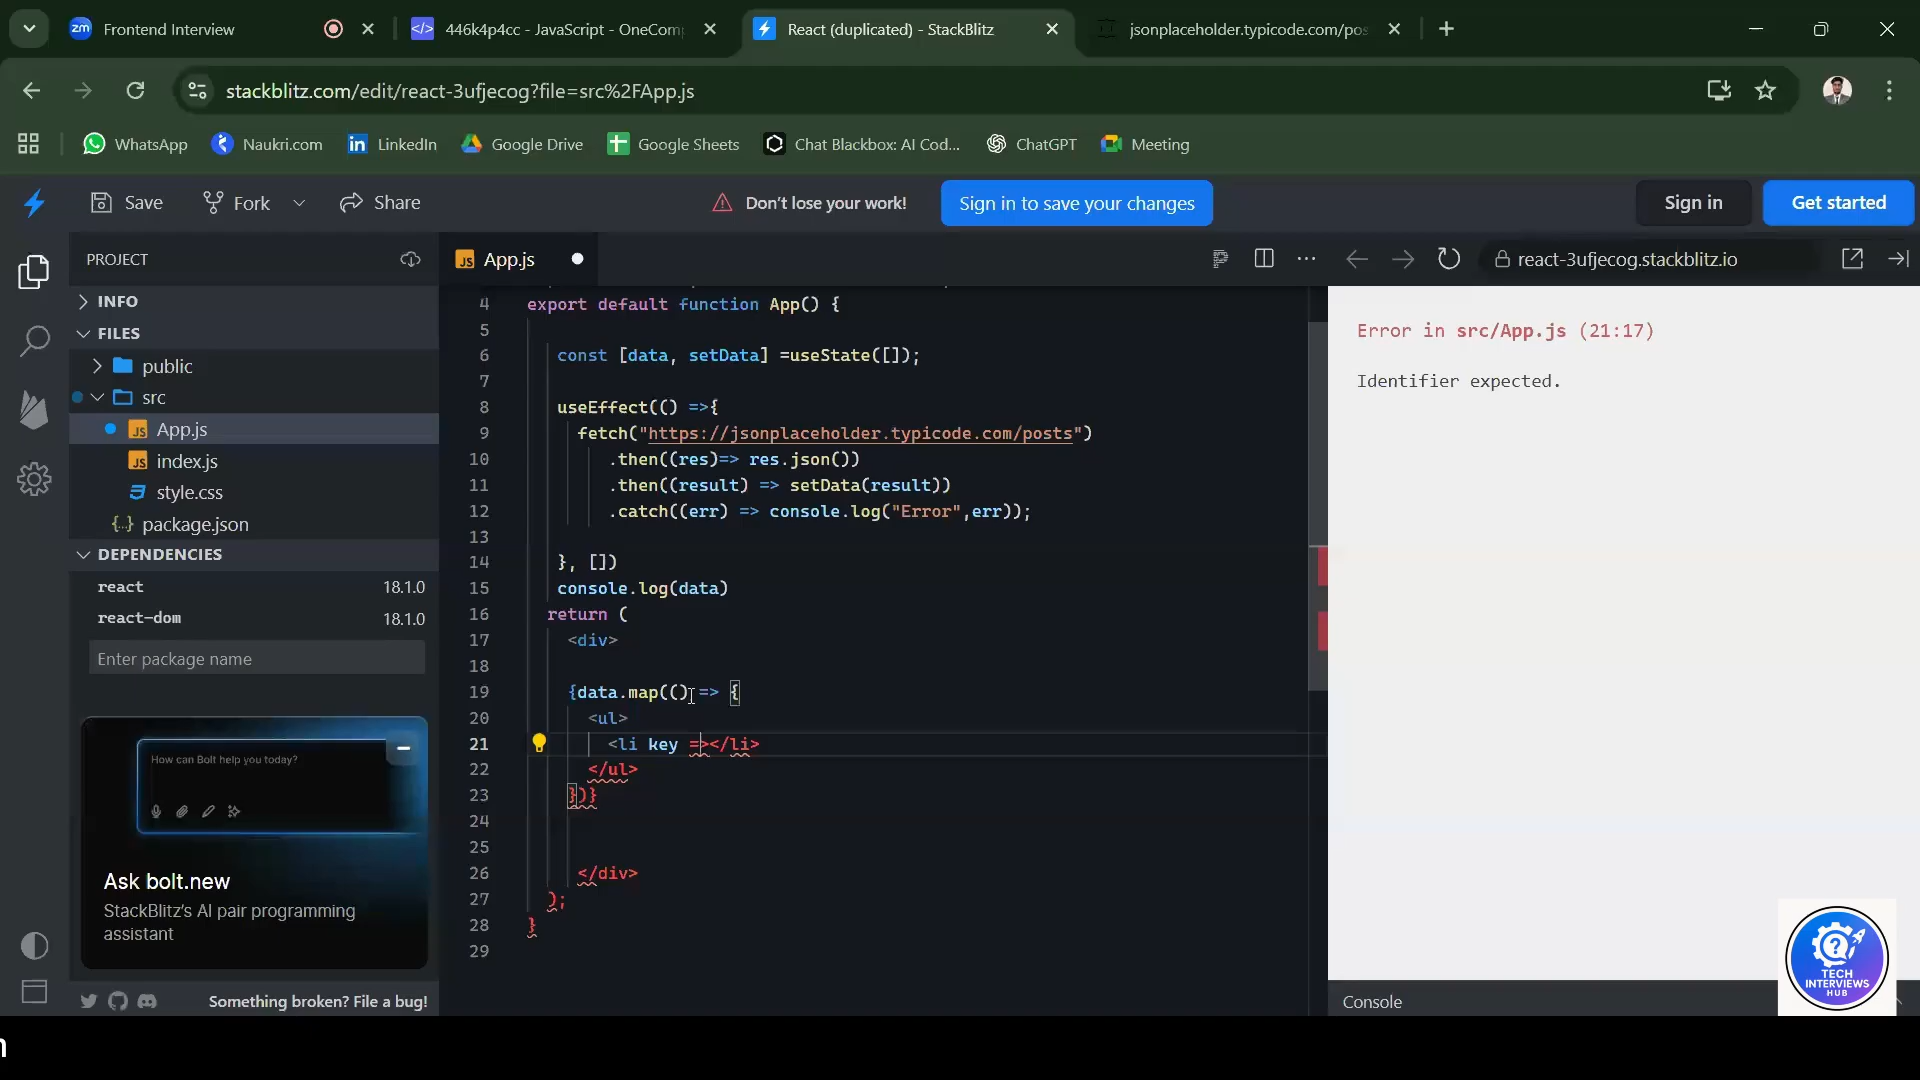 Frontend Interview
446k4p4cc - JavaScript - OneComp
React (duplicated) - StackBlitz
jsonplaceholder.typicode.com/pos
stackblitz.com/edit/react-3ufjecog?file=src%2FApp.js
WhatsApp
Naukri.com
LinkedIn
Google Drive
Google Sheets
Chat Blackbox: AI Cod...
ChatGPT
Meeting
Save
Fork
Share
Don't lose your work!
Sign in to save your changes
Sign in
Get started
PROJECT
INFO
FILES
public
src
App.js
index.js
style.css
package.json
DEPENDENCIES
react 18.1.0
react-dom 18.1.0
Enter package name
How can Bolt help you today?
Ask bolt.new
StackBlitz's AI pair programming
assistant
Something broken? File a bug!
App.js
4 export default function App() {
5
6 const [data, setData] =useState([]);
7
8 useEffect(() =>{
9 fetch("https://jsonplaceholder.typicode.com/posts")
10 .then((res)=> res.json())
11 .then((result) => setData(result))
12 .catch((err) => console.log("Error",err));
13
14 }, [])
15 console.log(data)
16 return (
17 <div>
18
19 {data.map(() => {
20 <ul>
21 <li key =></li>
22 </ul>
23 })}
24
25
26 </div>
27 );
28 }
29
react-3ufjecog.stackblitz.io
Error in src/App.js (21:17)
Identifier expected.
Console
TECH
INTERVIEWS
HUB